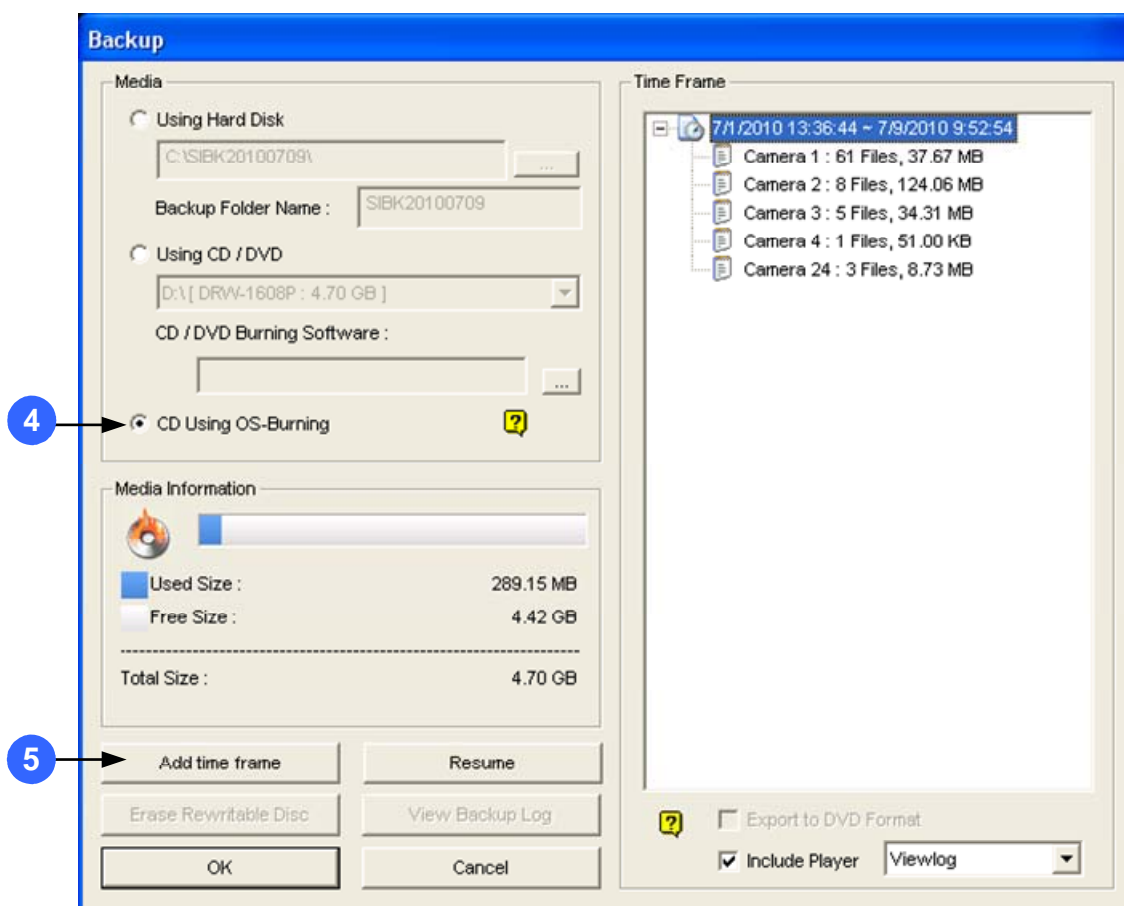 Backup
Media
Using Hard Disk
C:\SIBK20100709\
...
Backup Folder Name :
SIBK20100709
Using CD / DVD
D:\ [ DRW-1608P : 4.70 GB ]
CD / DVD Burning Software :
...
4
CD Using OS-Burning
?
Media Information
Used Size :
289.15 MB
Free Size :
4.42 GB
Total Size :
4.70 GB
5
Add time frame
Resume
Erase Rewritable Disc
View Backup Log
OK
Cancel
Time Frame
7/1/2010 13:36:44 ~ 7/9/2010 9:52:54
Camera 1 : 61 Files, 37.67 MB
Camera 2 : 8 Files, 124.06 MB
Camera 3 : 5 Files, 34.31 MB
Camera 4 : 1 Files, 51.00 KB
Camera 24 : 3 Files, 8.73 MB
?
Export to DVD Format
Include Player
Viewlog